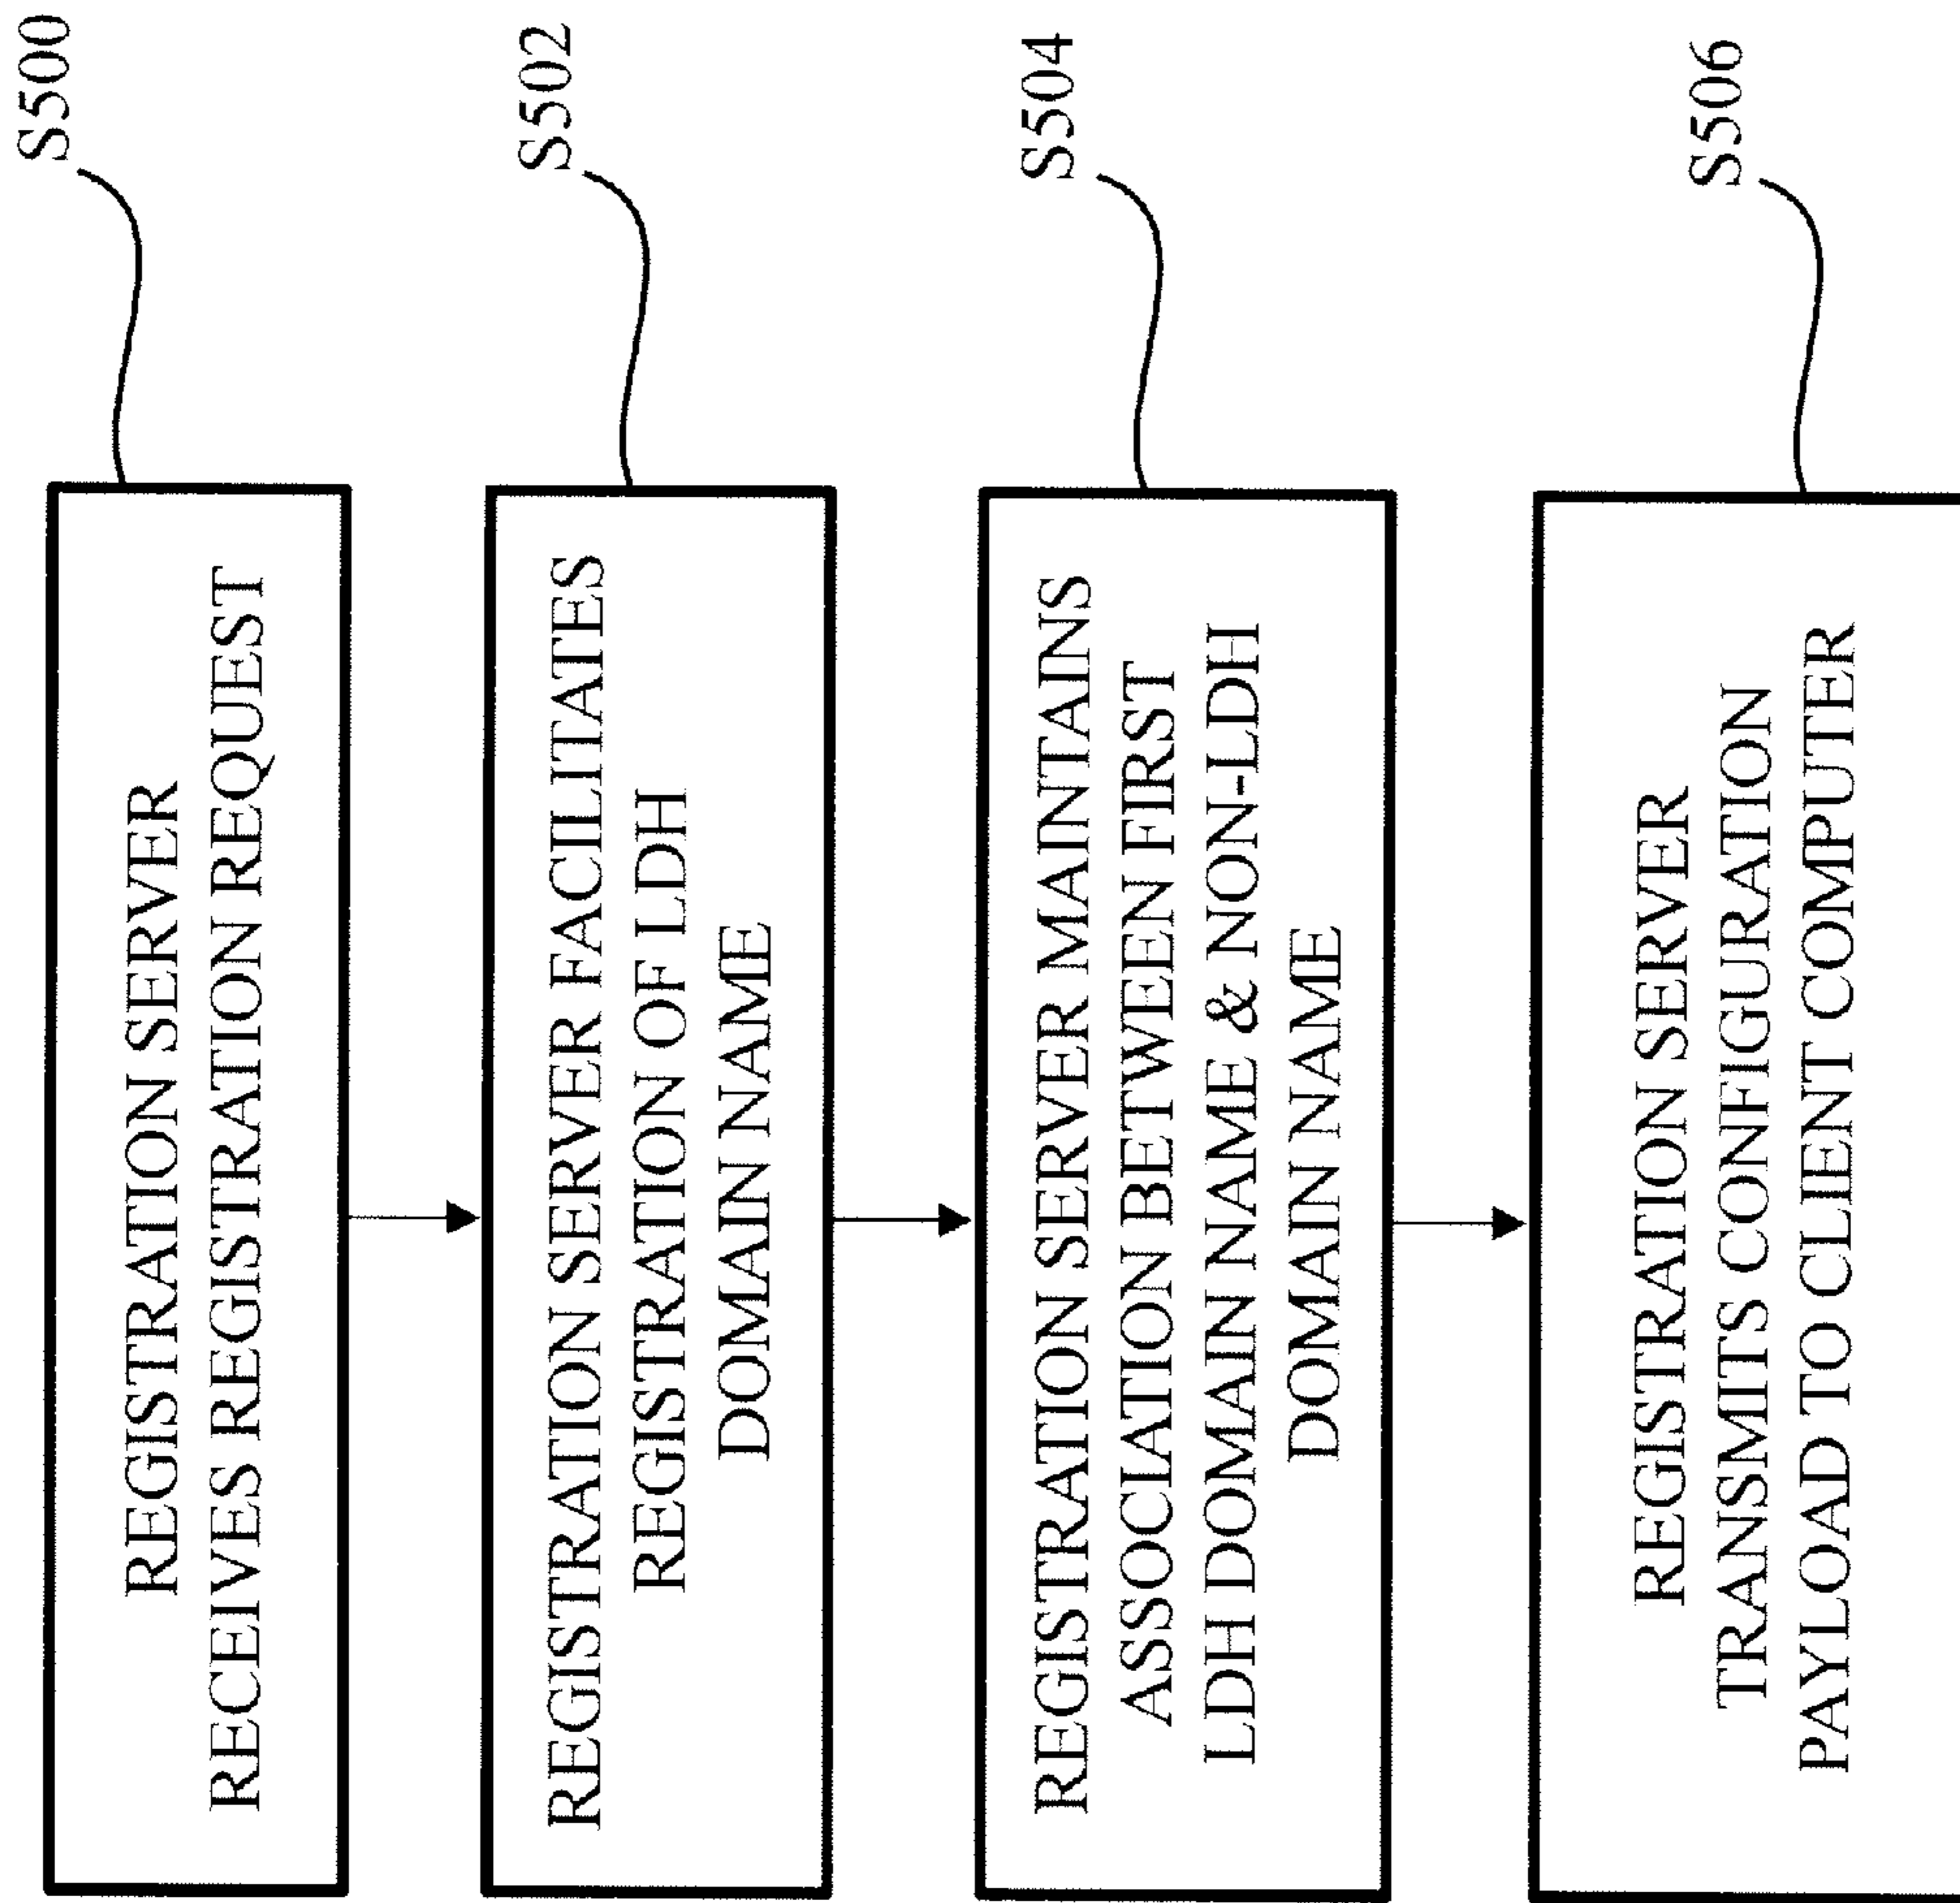 S500
REGISTRATION SERVER
RECEIVES REGISTRATION REQUEST
S502
REGISTRATION SERVER FACILITATES
REGISTRATION OF LDH
DOMAIN NAME
S504
REGISTRATION SERVER MAINTAINS
ASSOCIATION BETWEEN FIRST
LDH DOMAIN NAME & NON-LDH
DOMAIN NAME
S506
REGISTRATION SERVER
TRANSMITS CONFIGURATION
PAYLOAD TO CLIENT COMPUTER